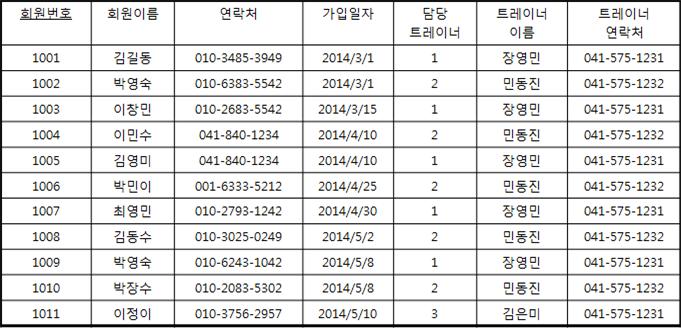 회원번호 회원이름 연락처 가입일자 담당 트레이너 트레이너 이름 트레이너 연락처
1001 김길동 010-3485-3949 2014/3/1 1 장영민 041-575-1231
1002 박영숙 010-6383-5542 2014/3/1 2 민동진 041-575-1232
1003 이창민 010-2683-5542 2014/3/15 1 장영민 041-575-1231
1004 이민수 041-840-1234 2014/4/10 2 민동진 041-575-1232
1005 김영미 041-840-1234 2014/4/10 1 장영민 041-575-1231
1006 박민이 001-6333-5212 2014/4/25 2 민동진 041-575-1232
1007 최영민 010-2793-1242 2014/4/30 1 장영민 041-575-1231
1008 김동수 010-3025-0249 2014/5/2 2 민동진 041-575-1232
1009 박영숙 010-6243-1042 2014/5/8 1 장영민 041-575-1231
1010 박장수 010-2083-5302 2014/5/8 2 민동진 041-575-1232
1011 이정이 010-3756-2957 2014/5/10 3 김은미 041-575-1231